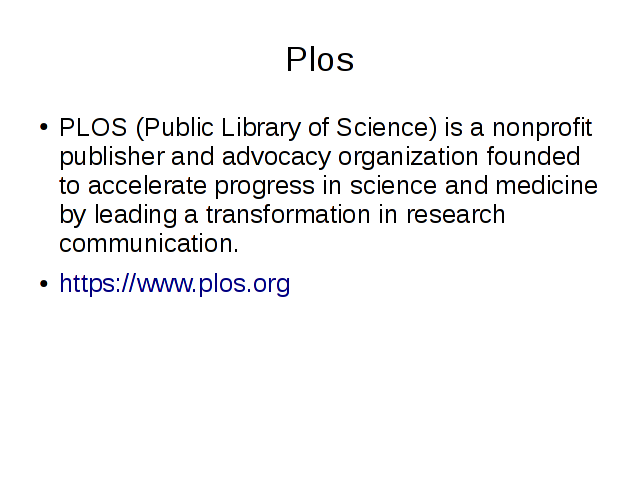 Plos
• PLOS (Public Library of Science) is a nonprofit
publisher and advocacy organization founded
to accelerate progress in science and medicine
by leading a transformation in research
communication.
• https://www.plos.org